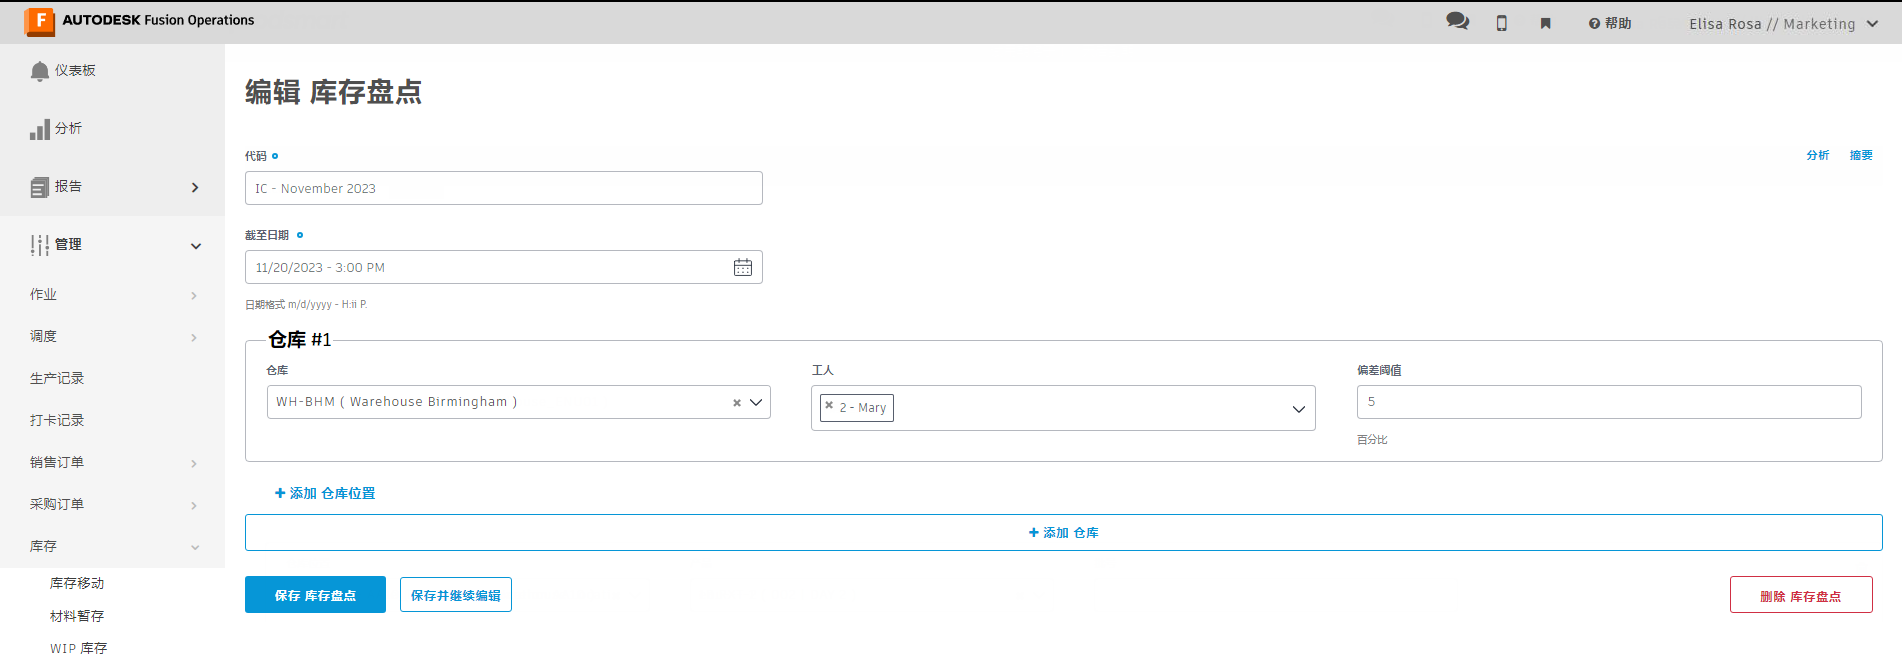 AUTODESK Fusion Operations
帮助
Elisa Rosa // Marketing
仪表板
分析
报告
管理
作业
调度
生产记录
打卡记录
销售订单
采购订单
库存
库存移动
材料暂存
WIP 库存
编辑 库存盘点
分析 摘要
代码
IC - November 2023
截至日期
11/20/2023 - 3:00 PM
日期格式 m/d/yyyy - H:ii P.
仓库 #1
仓库
WH-BHM ( Warehouse Birmingham )
工人
2 - Mary
偏差阈值
5
百分比
添加 仓库位置
添加 仓库
保存 库存盘点
保存并继续编辑
删除 库存盘点